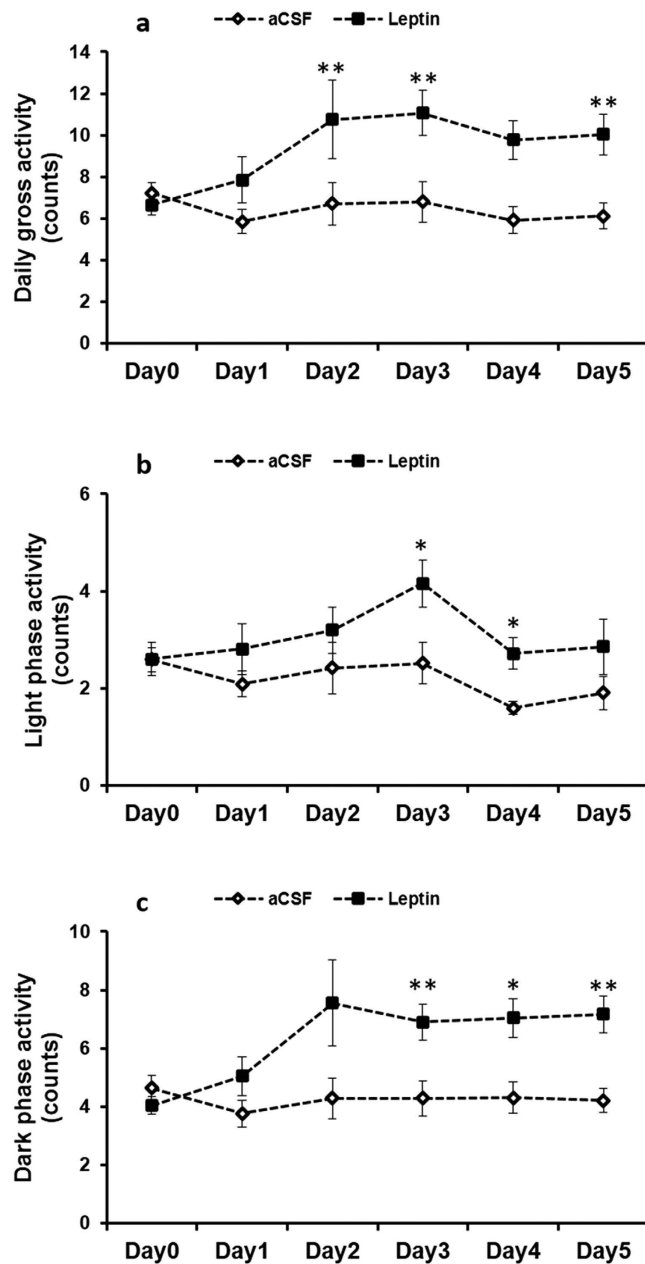 a
aCSF Leptin
Daily gross activity
(counts)
14
12
10
8
6
4
2
0
** ** **
Day0 Day1 Day2 Day3 Day4 Day5
b
aCSF Leptin
Light phase activity
(counts)
6
4
2
0
* *
Day0 Day1 Day2 Day3 Day4 Day5
c
aCSF Leptin
Dark phase activity
(counts)
10
8
6
4
2
0
** * **
Day0 Day1 Day2 Day3 Day4 Day5